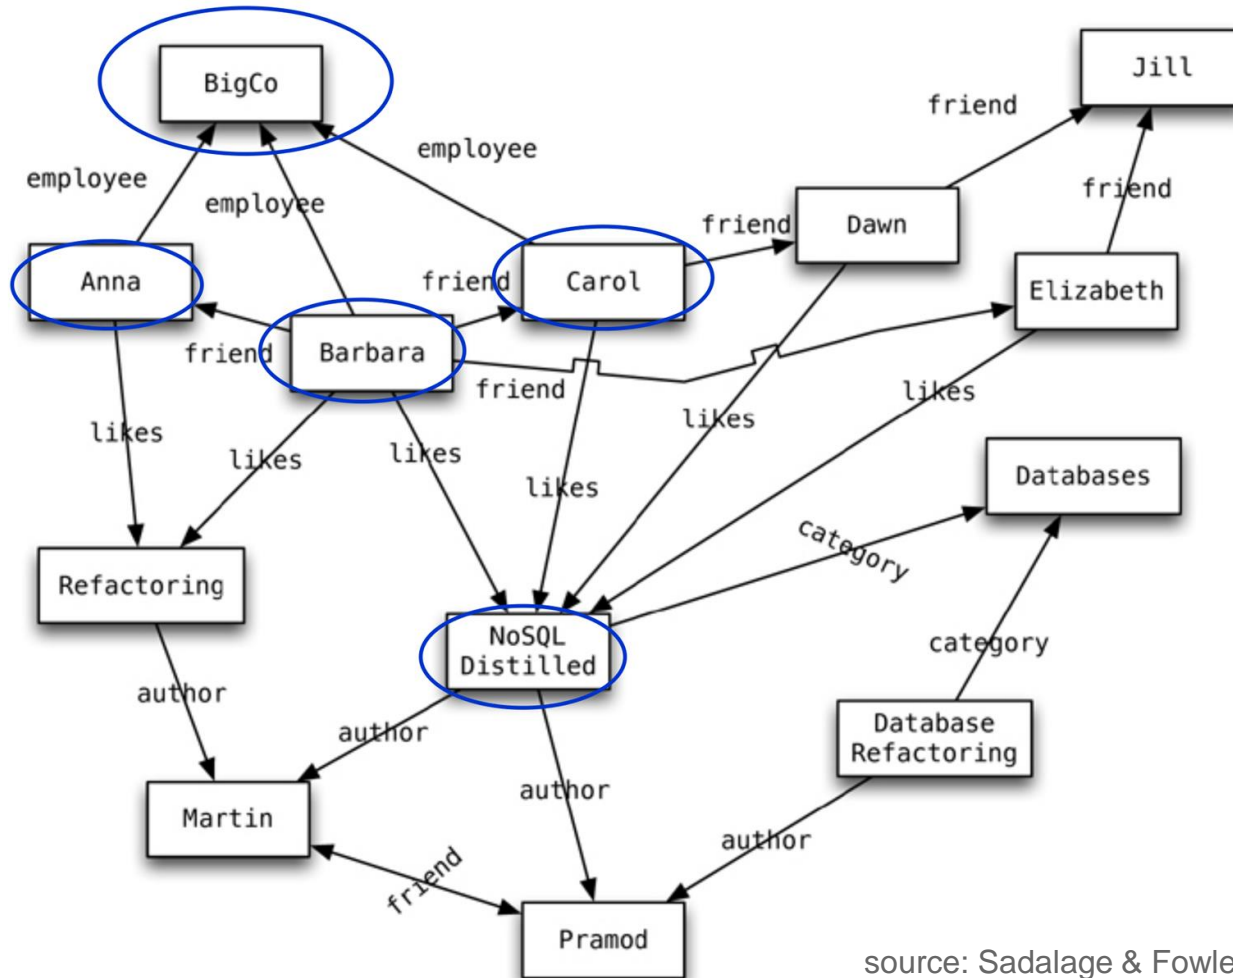 BigCo
Jill
friend
employee
employee
friend
employee
friend
Dawn
Anna
friend
Carol
Elizabeth
friend
Barbara
friend
likes
likes
likes
likes
likes
likes
Databases
category
Refactoring
NoSQL
Distilled
category
author
author
Database
Refactoring
author
Martin
author
friend
Pramod
source: Sadalage & Fowle